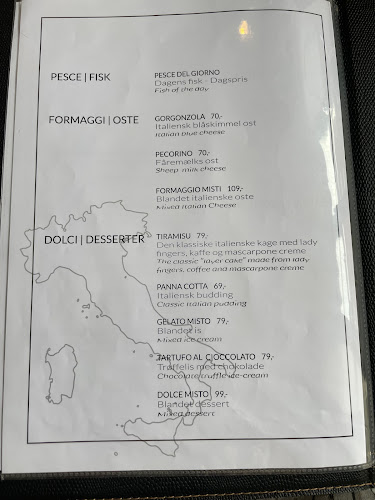 PESCE | FISK
PESCE DEL GIORNO
Dagens fisk - Dagspris
Fish of the day
FORMAGGI | OSTE
GORGONZOLA 70,-
Italiensk blåskimmel ost
Italian blue cheese
PECORINO 70,-
Fåremælks ost
Sheep milk cheese
FORMAGGIO MISTI 109,-
Blandet italienske oste
Mixed Italian Cheese
DOLCI | DESSERTER
TIRAMISU 79,-
Den klassiske italienske kage med lady
fingers, kaffe og mascarpone creme
The classic "layer cake" made from lady
fingers, coffee and mascarpone creme
PANNA COTTA 69,-
Italiensk budding
Classic Italian pudding
GELATO MISTO 79,-
Blandet is
Mixed ice cream
TARTUFO AL CJOCCOLATO 79,-
Trøffelis med chokolade
Chocolate truffle ice-cream
DOLCE MISTO 99,-
Blandet dessert
Mixed dessert